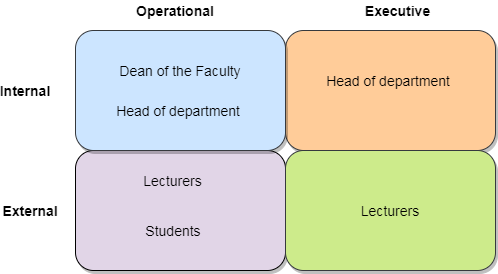 Operational
Executive
Internal
Dean of the Faculty
Head of department
Head of department
External
Lecturers
Students
Lecturers